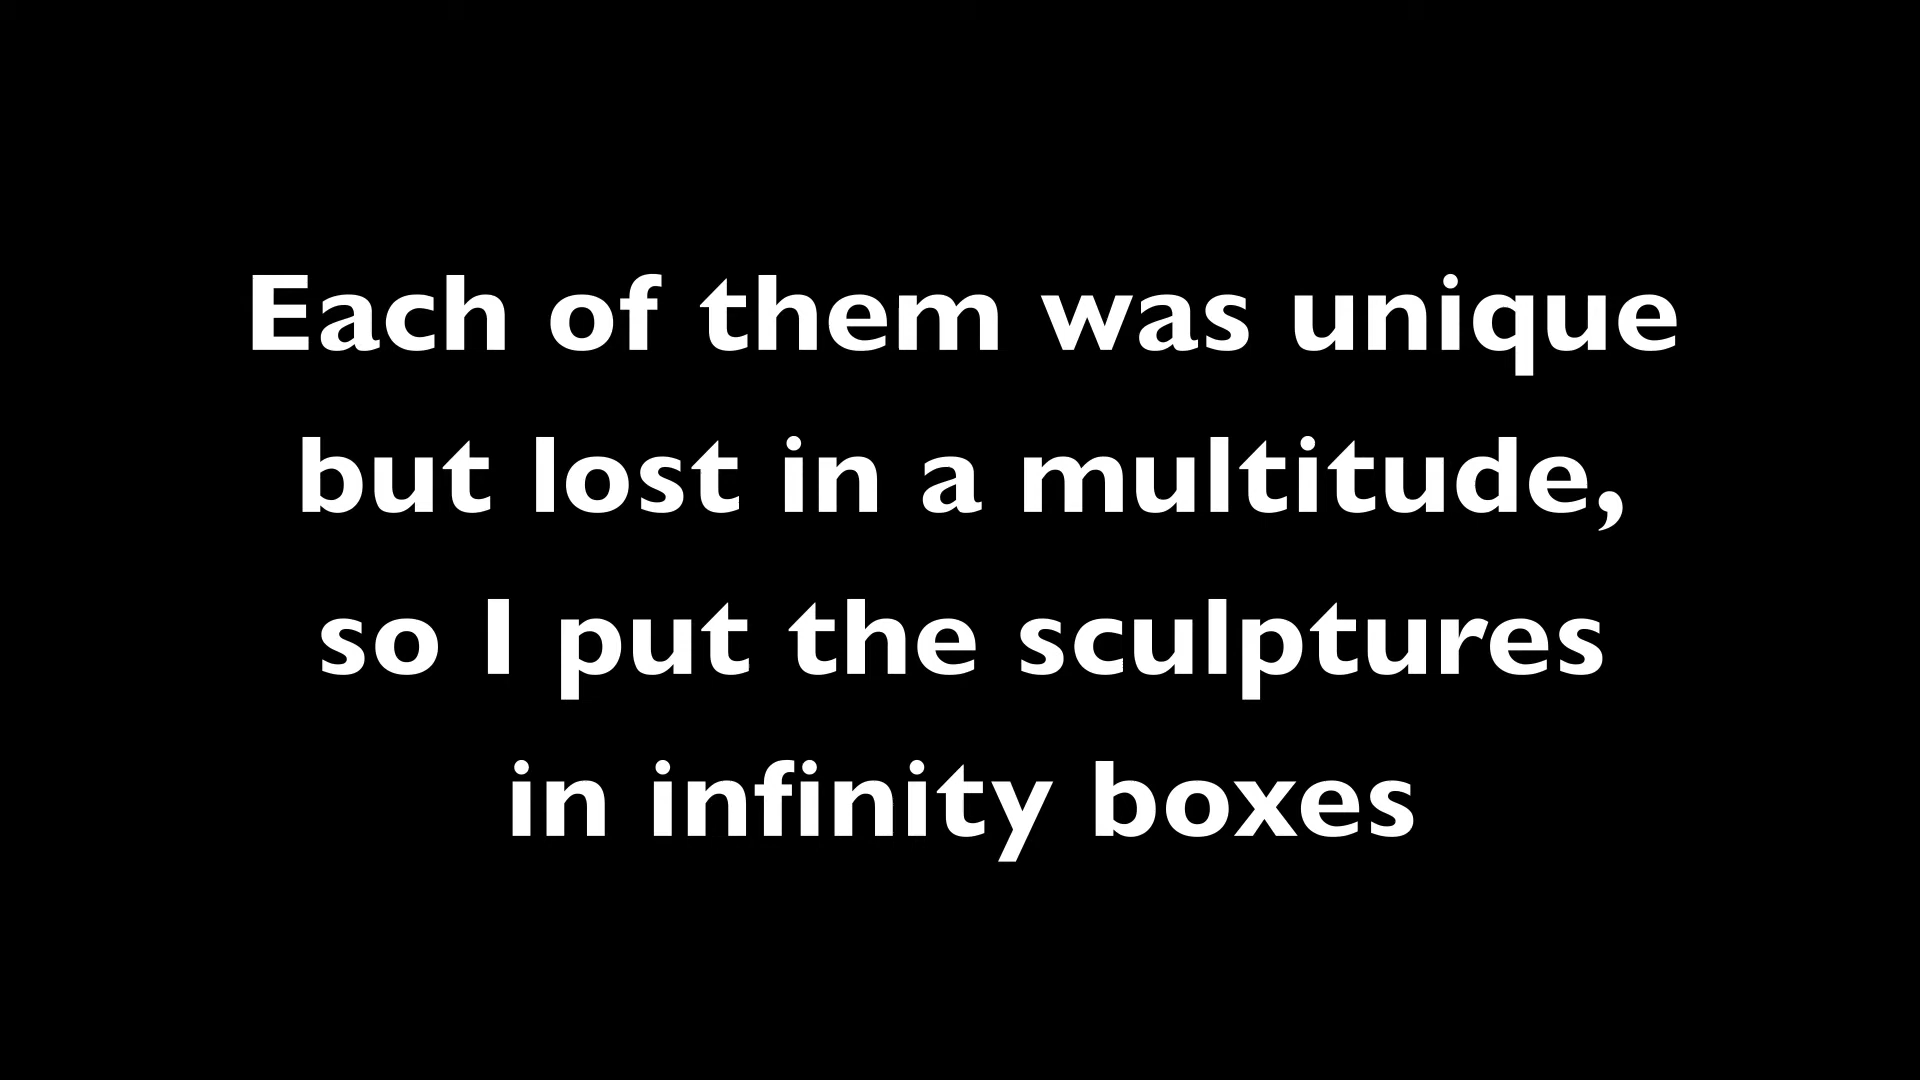 Each of them was unique
but lost in a multitude,
so I put the sculptures
in infinity boxes